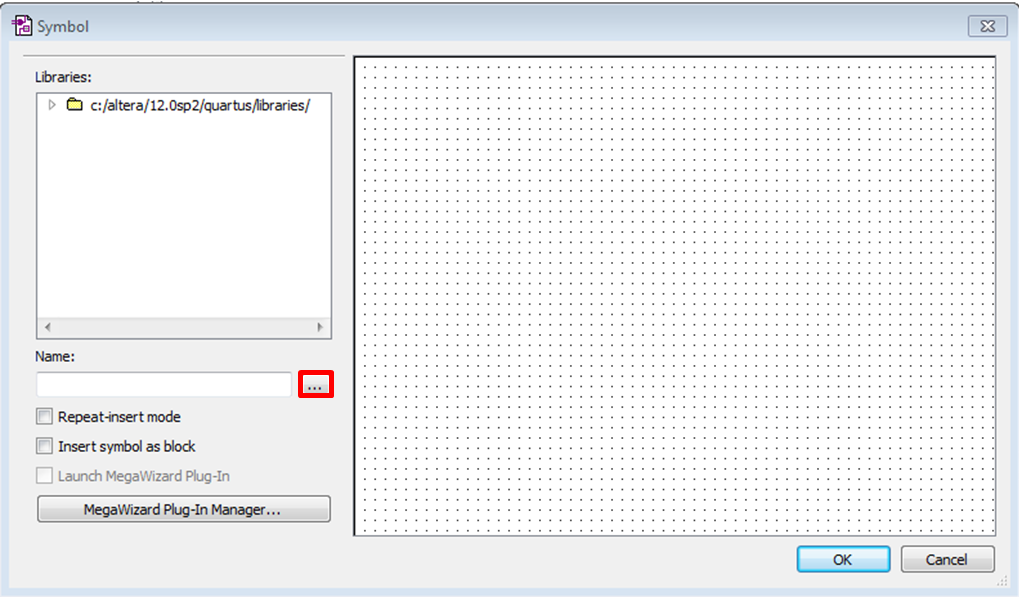 Symbol
Libraries:
c:/altera/12.0sp2/quartus/libraries/
Name:
...
Repeat-insert mode
Insert symbol as block
Launch MegaWizard Plug-In
MegaWizard Plug-In Manager...
OK
Cancel